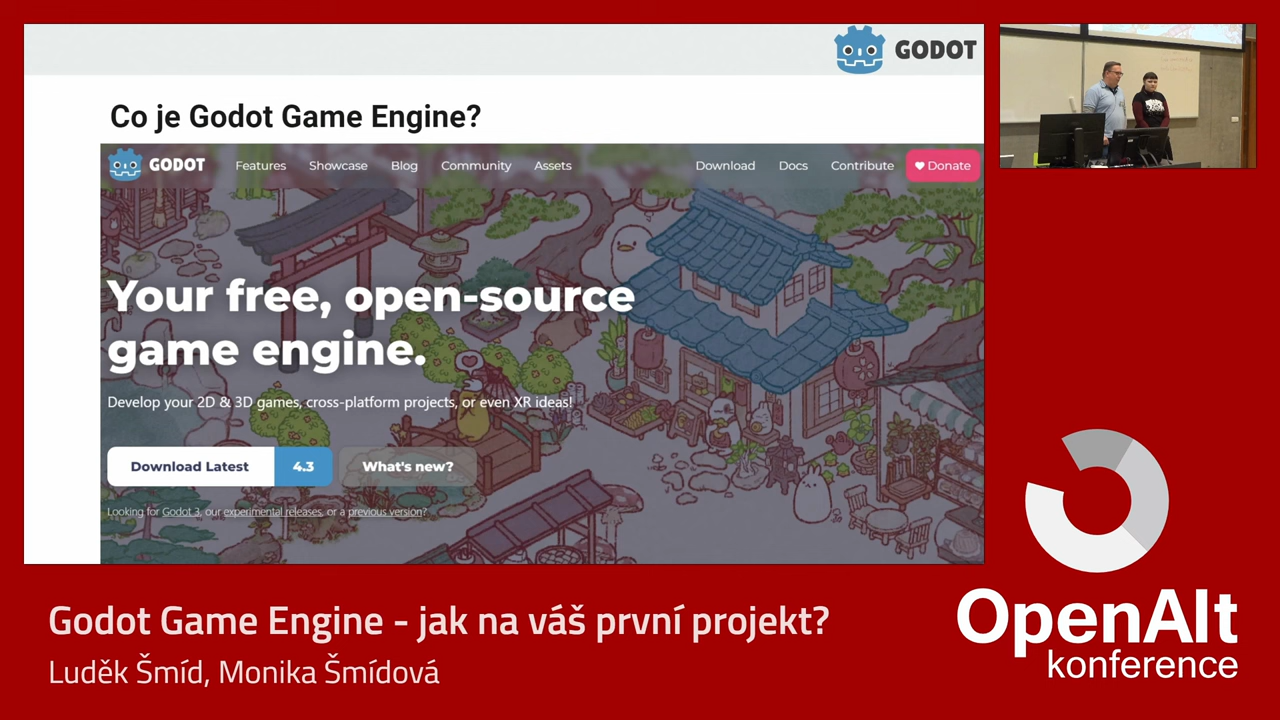 GODOT
Co je Godot Game Engine?
GODOT Features Showcase Blog Community Assets Download Docs Contribute Donate
Your free, open-source
game engine.
Develop your 2D & 3D games, cross-platform projects, or even XR ideas!
Download Latest 4.3 What's new?
Looking for Godot 3, our experimental releases, or a previous version?
Godot Game Engine - jak na váš první projekt?
Luděk Šmíd, Monika Šmídová
OpenAlt
konference